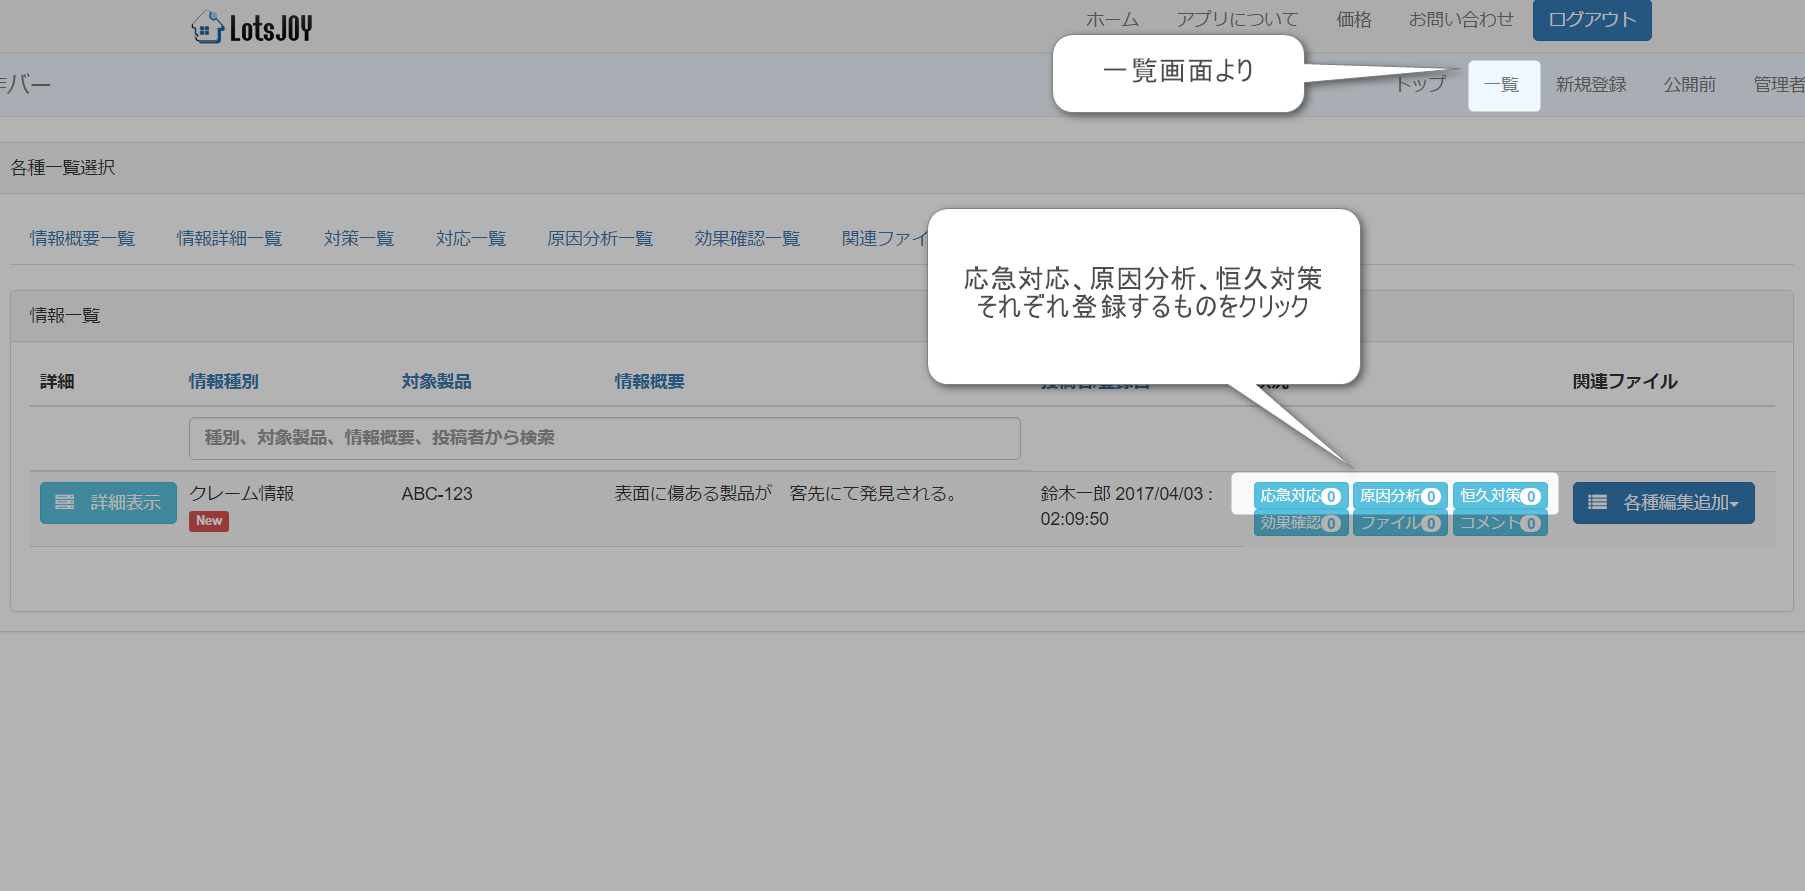 LotsJOY
ホーム アプリについて 価格 お問い合わせ ログアウト
一覧画面より
バー
トップ 一覧 新規登録 公開前 管理者
各種一覧選択
情報概要一覧 情報詳細一覧 対策一覧 対応一覧 原因分析一覧 効果確認一覧 関連ファイ
応急対応、原因分析、恒久対策
それぞれ登録するものをクリック
情報一覧
詳細 情報種別 対象製品 情報概要 関連ファイル
種別、対象製品、情報概要、投稿者から検索
詳細表示 クレーム情報 ABC-123 表面に傷ある製品が 客先にて発見される。 鈴木一郎 2017/04/03 : 応急対応0 原因分析0 恒久対策0 各種編集追加
New 02:09:50 効果確認0 ファイル0 コメント0